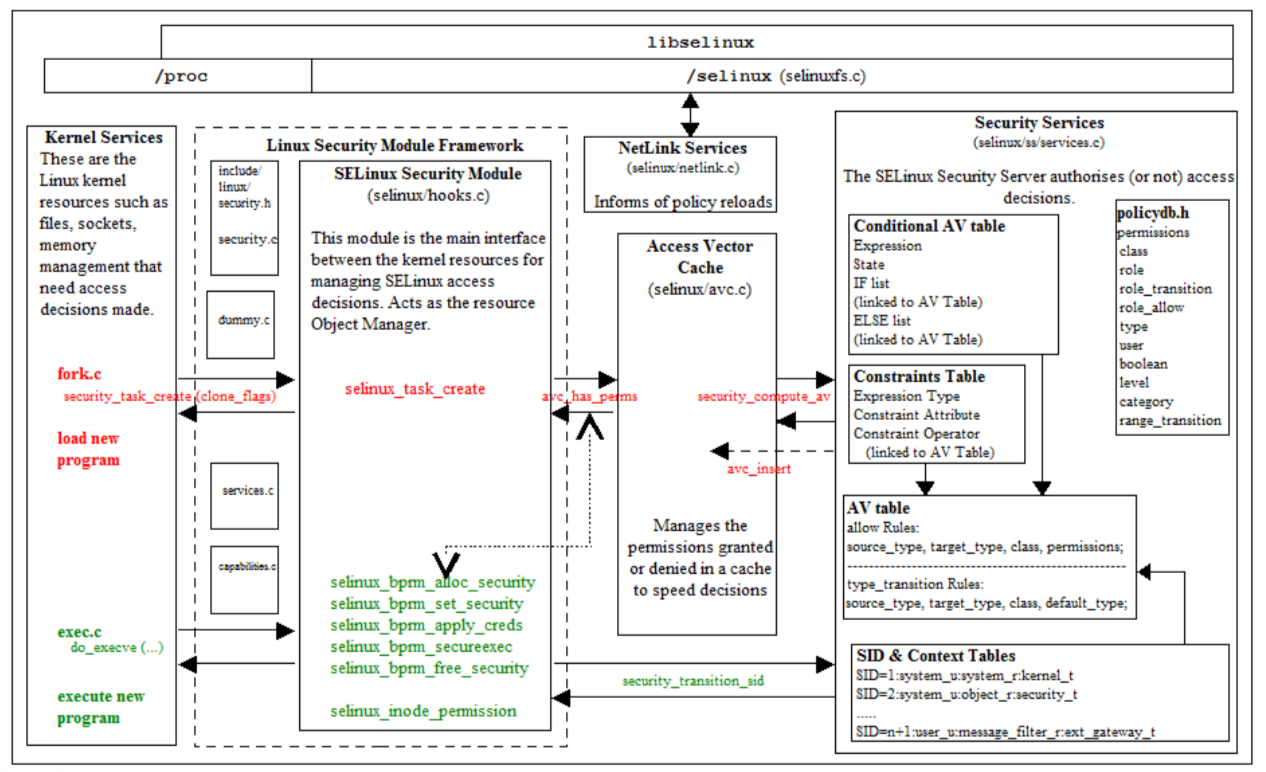 libselinux
/proc
/selinux (selinuxfs.c)
Kernel Services
These are the
Linux kernel
resources such as
files, sockets,
memory
management that
need access
decisions made.
fork.c
security_task_create (clone_flags)
load new
program
exec.c
do_execve (...)
execute new
program
Linux Security Module Framework
include/
linux/
security.h
security.c
dummy.c
services.c
capabilities.c
SELinux Security Module
(selinux/hooks.c)
This module is the main interface
between the kernel resources for
managing SELinux access
decisions. Acts as the resource
Object Manager.
selinux_task_create
selinux_bprm_alloc_security
selinux_bprm_set_security
selinux_bprm_apply_creds
selinux_bprm_secureexec
selinux_bprm_free_security
selinux_inode_permission
avc_has_perms
NetLink Services
(selinux/netlink.c)
Informs of policy reloads
Access Vector
Cache
(selinux/avc.c)
Manages the
permissions granted
or denied in a cache
to speed decisions
security_compute_av
avc_insert
security_transition_sid
Security Services
(selinux/ss/services.c)
The SELinux Security Server authorises (or not) access
decisions.
Conditional AV table
Expression
State
IF list
(linked to AV Table)
ELSE list
(linked to AV Table)
policydb.h
permissions
class
role
role_transition
role_allow
type
user
boolean
level
category
range_transition
Constraints Table
Expression Type
Constraint Attribute
Constraint Operator
(linked to AV Table)
AV table
allow Rules:
source_type, target_type, class, permissions;
type_transition Rules:
source_type, target_type, class, default_type;
SID & Context Tables
SID=1:system_u:system_r:kernel_t
SID=2:system_u:object_r:security_t
.....
SID=n+1:user_u:message_filter_r:ext_gateway_t